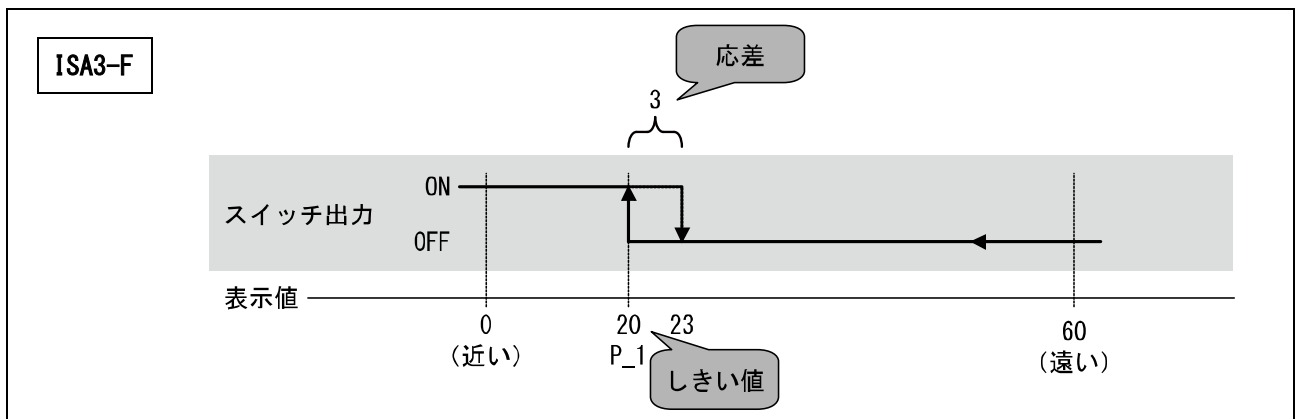 ISA3-F
応差
3
ON
スイッチ出力
OFF
表示値
0
20
23
60
(近い)
P_1
(遠い)
しきい値